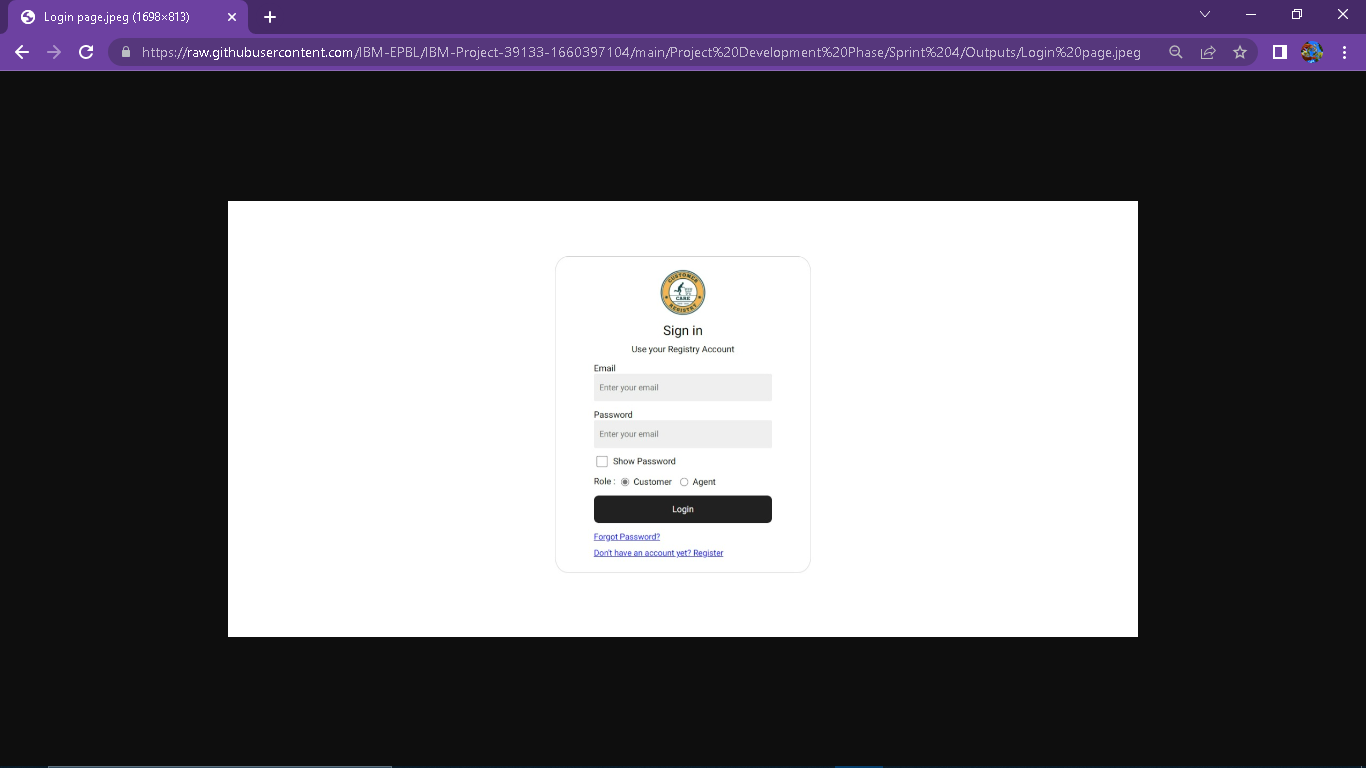 Login page.jpeg (1698×813)
https://raw.githubusercontent.com/IBM-EPBL/IBM-Project-39133-1660397104/main/Project%20Development%20Phase/Sprint%204/Outputs/Login%20page.jpeg
CUSTOMER
CARE
REGISTRY
Sign in
Use your Registry Account
Email
Enter your email
Password
Enter your email
Show Password
Role : Customer Agent
Login
Forgot Password?
Don't have an account yet? Register